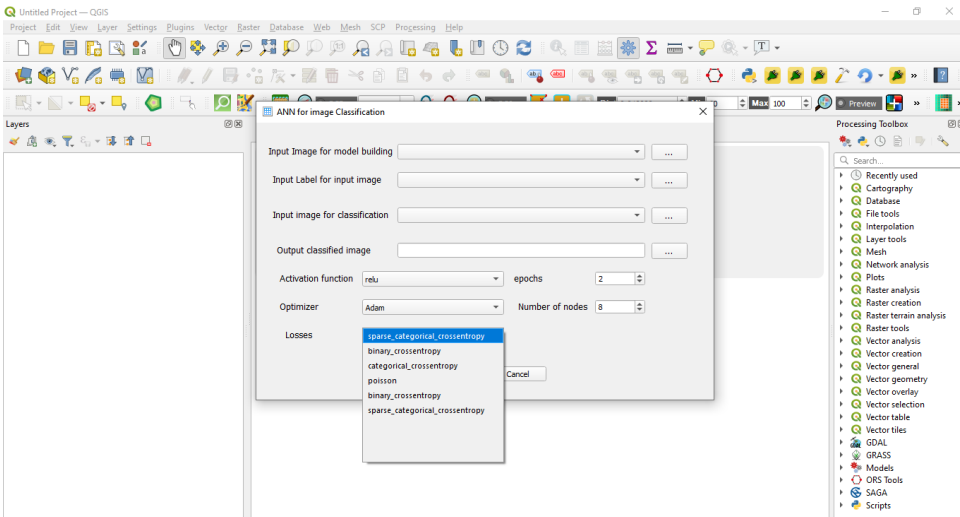 Untitled Project — QGIS
Project Edit View Layer Settings Plugins Vector Raster Database Web Mesh SCP Processing Help
Max 100 Preview
Layers
ANN for image Classification
Input Image for model building ...
Input Label for input image ...
Input image for classification ...
Output classified image ...
Activation function relu epochs 2
Optimizer Adam Number of nodes 8
Losses
sparse_categorical_crossentropy
binary_crossentropy
categorical_crossentropy
poisson
binary_crossentropy
sparse_categorical_crossentropy
Cancel
Processing Toolbox
Search...
Recently used
Cartography
Database
File tools
Interpolation
Layer tools
Mesh
Network analysis
Plots
Raster analysis
Raster creation
Raster terrain analysis
Raster tools
Vector analysis
Vector creation
Vector general
Vector geometry
Vector overlay
Vector selection
Vector table
Vector tiles
GDAL
GRASS
Models
ORS Tools
SAGA
Scripts